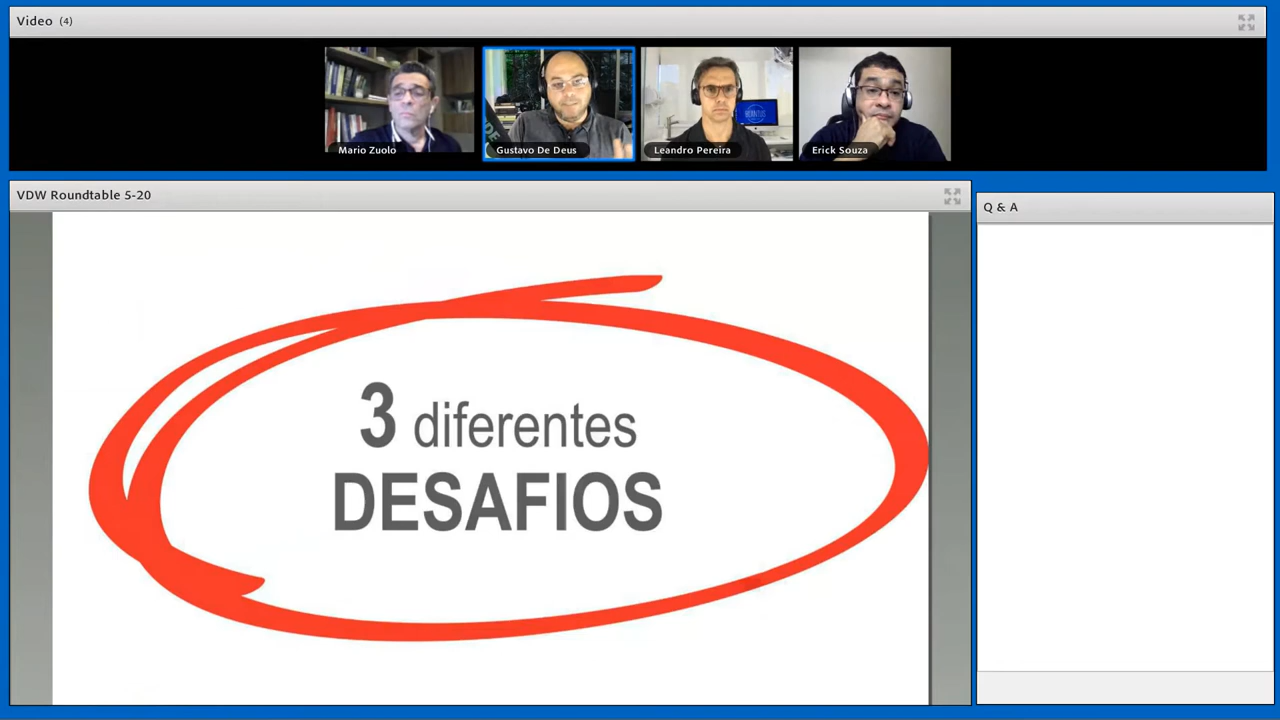 Video (4)
Mario Zuolo
Gustavo De Deus
Leandro Pereira
Erick Souza
VDW Roundtable 5-20
Q & A
3 diferentes
DESAFIOS